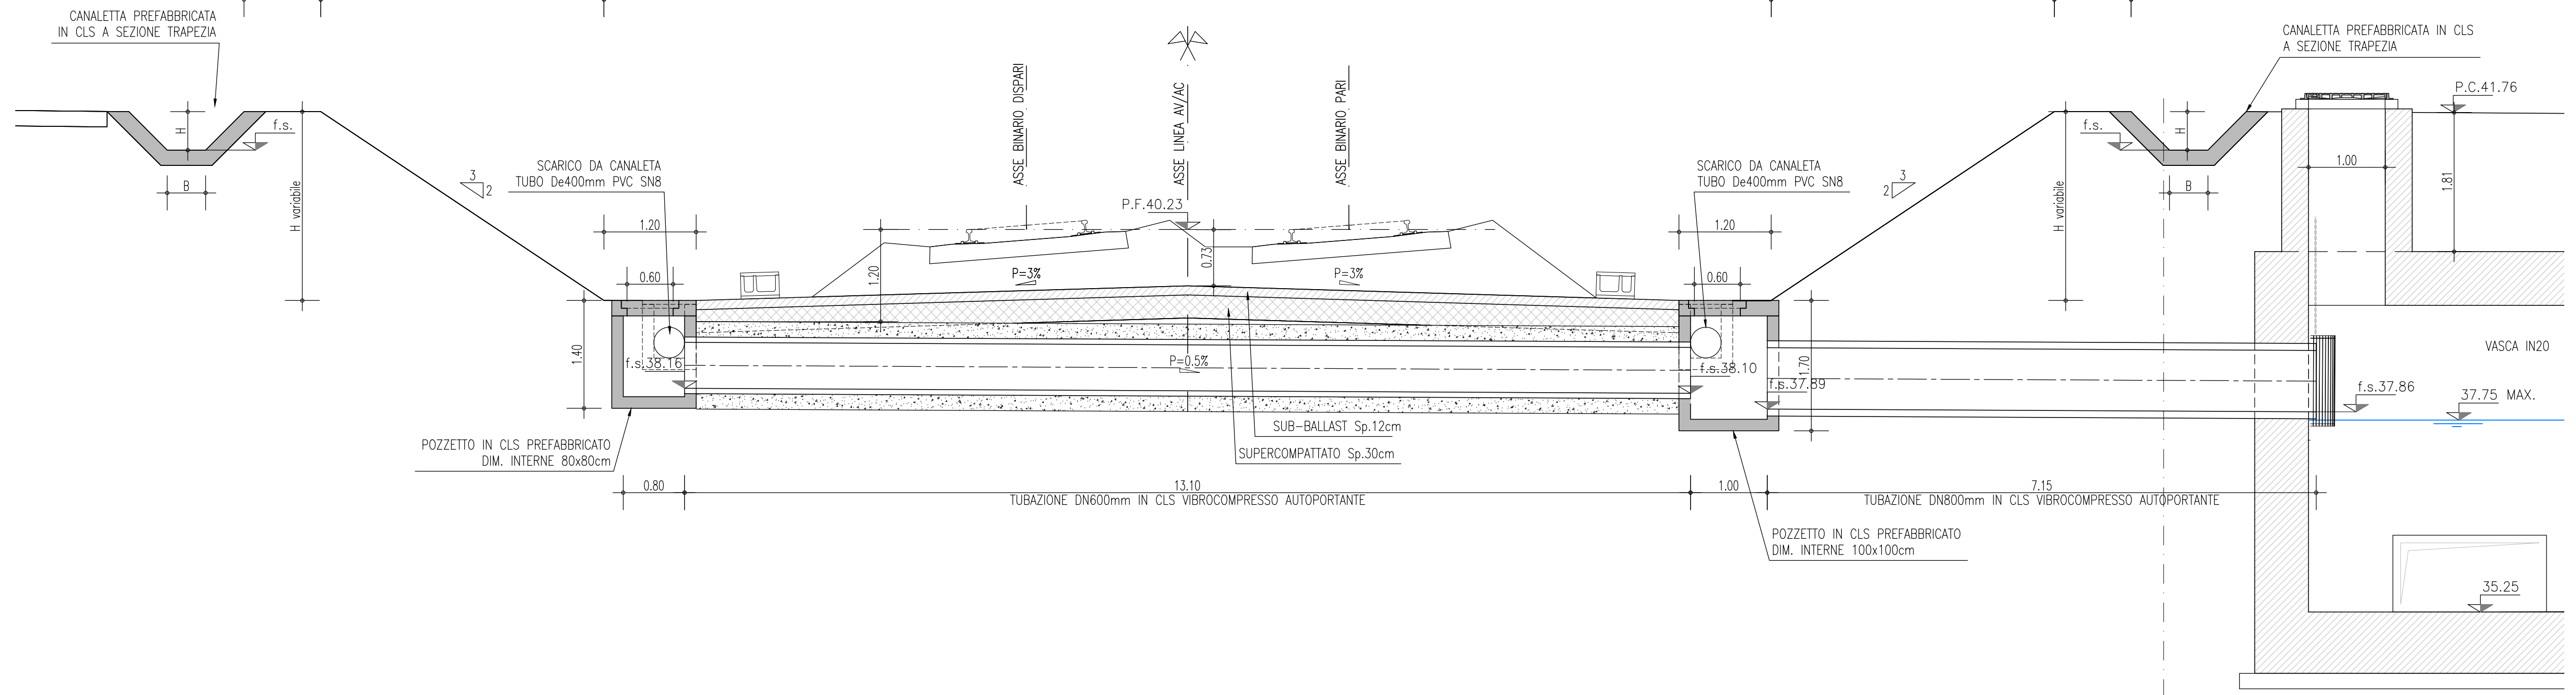 CANALETTA PREFABBRICATA
IN CLS A SEZIONE TRAPEZIA
H
f.s.
B
H variabile
3
2
SCARICO DA CANALETA
TUBO De400mm PVC SN8
1.20
0.60
1.40
f.s.38.16
POZZETTO IN CLS PREFABBRICATO
DIM. INTERNE 80x80cm
ASSE BINARIO DISPARI
ASSE LINEA AV/AC
ASSE BINARIO PARI
P.F.40.23
1.20
0.73
P=3%
P=3%
P=0.5%
SUB-BALLAST Sp.12cm
SUPERCOMPATTATO Sp.30cm
0.80
13.10
1.00
7.15
TUBAZIONE DN600mm IN CLS VIBROCOMPRESSO AUTOPORTANTE
TUBAZIONE DN800mm IN CLS VIBROCOMPRESSO AUTOPORTANTE
SCARICO DA CANALETA
TUBO De400mm PVC SN8
1.20
0.60
f.s.38.10
1.70
f.s.37.89
POZZETTO IN CLS PREFABBRICATO
DIM. INTERNE 100x100cm
3
2
H variabile
CANALETTA PREFABBRICATA IN CLS
A SEZIONE TRAPEZIA
f.s.
H
B
P.C.41.76
1.00
1.81
VASCA IN20
f.s.37.86
37.75 MAX.
35.25